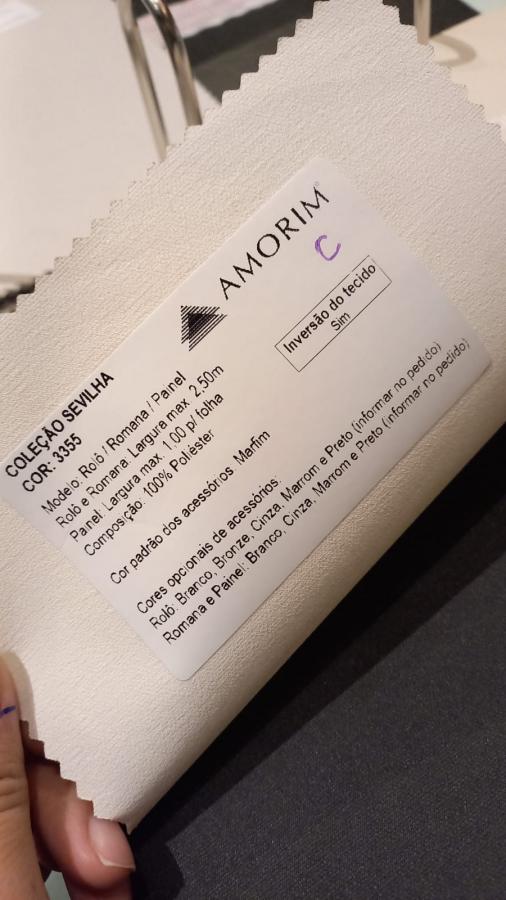 AMORIM®
C
Inversão do tecido
Sim
COLEÇÃO SEVILHA
COR: 3355
Modelo: Rolô / Romana / Painel
Rolô e Romana: Largura max. 2,50m
Painel: Largura max. 1,00 p/ folha
Composição: 100% Poliéster
Cor padrão dos acessórios: Marfim
Cores opcionais de acessórios:
Rolô: Branco, Bronze, Cinza, Marrom e Preto (informar no pedido)
Romana e Painel: Branco, Cinza, Marrom e Preto (informar no pedido)